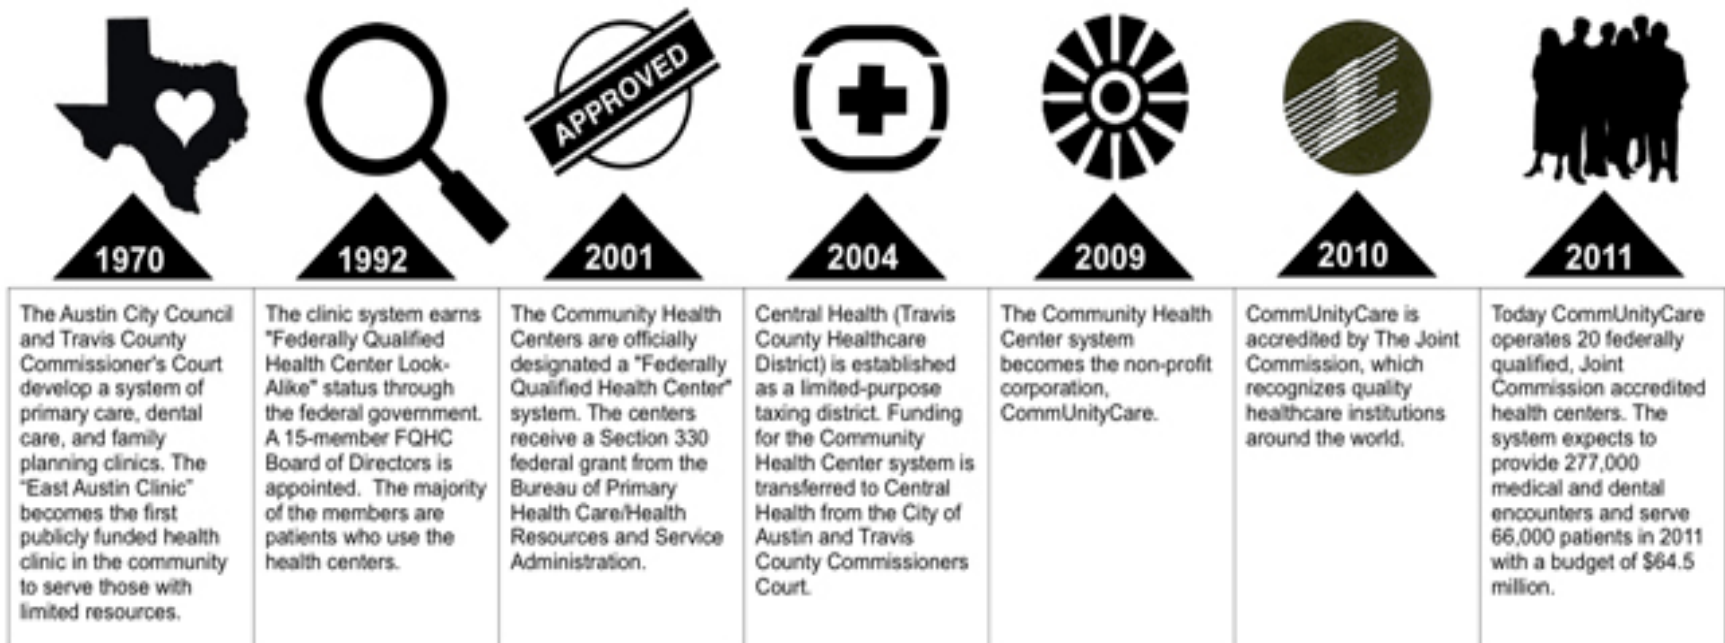 APPROVED
1970
The Austin City Council
and Travis County
Commissioner's Court
develop a system of
primary care, dental
care, and family
planning clinics. The
"East Austin Clinic"
becomes the first
publicly funded health
clinic in the community
to serve those with
limited resources.
1992
The clinic system earns
"Federally Qualified
Health Center Look-
Alike" status through
the federal government.
A 15-member FQHC
Board of Directors is
appointed. The majority
of the members are
patients who use the
health centers.
2001
The Community Health
Centers are officially
designated a "Federally
Qualified Health Center"
system. The centers
receive a Section 330
federal grant from the
Bureau of Primary
Health Care/Health
Resources and Service
Administration.
2004
Central Health (Travis
County Healthcare
District) is established
as a limited-purpose
taxing district. Funding
for the Community
Health Center system is
transferred to Central
Health from the City of
Austin and Travis
County Commissioners
Court.
2009
The Community Health
Center system
becomes the non-profit
corporation,
CommUnityCare.
2010
CommUnityCare is
accredited by The Joint
Commission, which
recognizes quality
healthcare institutions
around the world.
2011
Today CommUnityCare
operates 20 federally
qualified, Joint
Commission accredited
health centers. The
system expects to
provide 277,000
medical and dental
encounters and serve
66,000 patients in 2011
with a budget of $64.5
million.